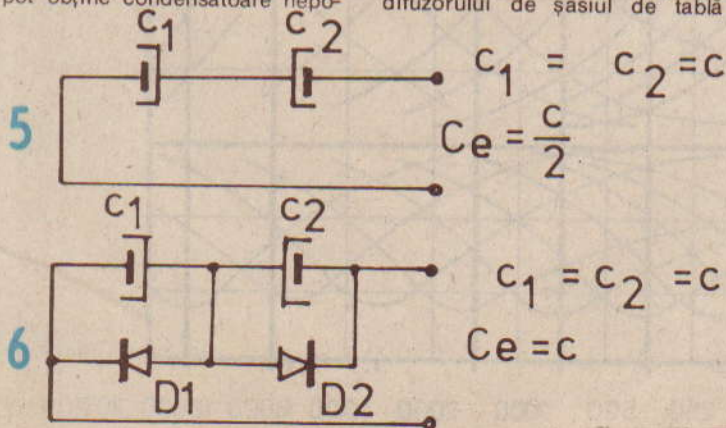 pot obține condensatoare nepo-
difuzorului de șasiul de tablă
C1 C2
5
C1 = C2 = C
Ce = C/2
C1 C2
6
D1 D2
C1 = C2 = C
Ce = C